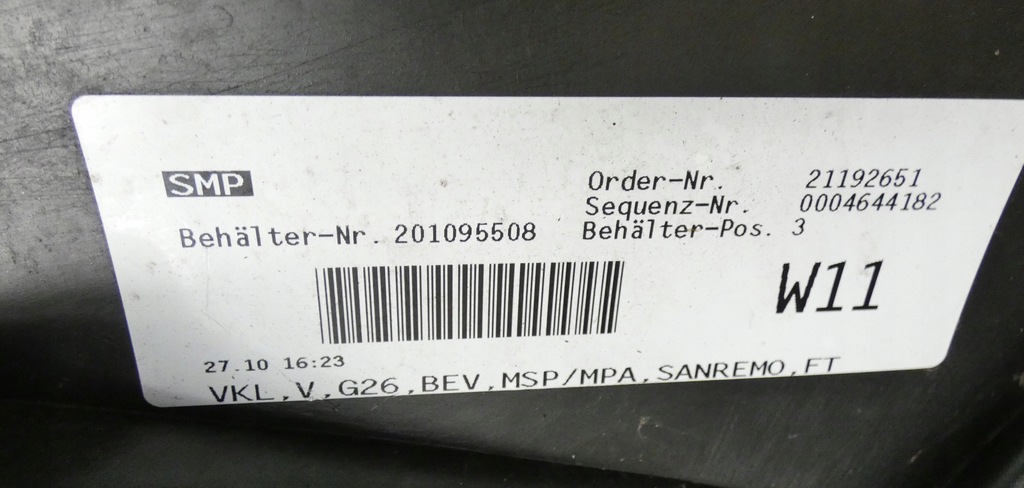 SMP
Order-Nr. 21192651
Sequenz-Nr. 0004644182
Behälter-Nr. 201095508 Behälter-Pos. 3
W11
27.10 16:23
VKL,V,G26,BEV,MSP/MPA,SANREMO,FT